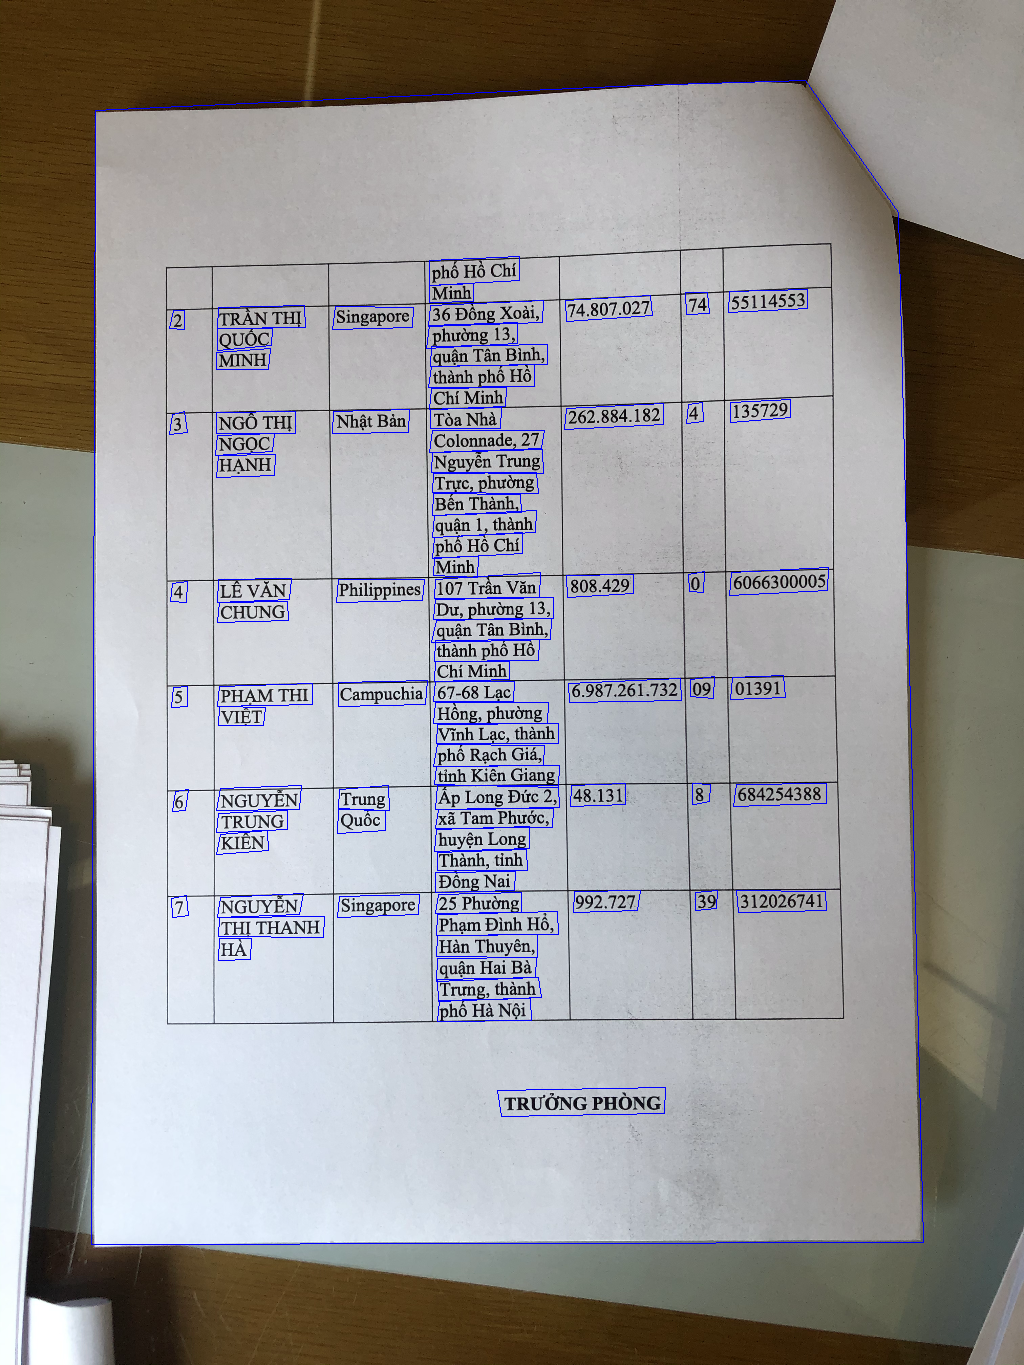 phố Hồ Chí
Minh
2
TRẦN THỊ
QUỐC
MINH
Singapore
36 Đồng Xoài,
phường 13,
quận Tân Bình,
thành phố Hồ
Chí Minh
74.807.027
74
55114553
3
NGÔ THỊ
NGỌC
HẠNH
Nhật Bản
Tòa Nhà
Colonnade, 27
Nguyễn Trung
Trực, phường
Bến Thành,
quận 1, thành
phố Hồ Chí
Minh
262.884.182
4
135729
4
LÊ VĂN
CHUNG
Philippines
107 Trần Văn
Dư, phường 13,
quận Tân Bình,
thành phố Hồ
Chí Minh
808.429
0
6066300005
5
PHẠM THI
VIẾT
Campuchia
67-68 Lạc
Hồng, phường
Vĩnh Lạc, thành
phố Rạch Giá,
tỉnh Kiên Giang
6.987.261.732
09
01391
6
NGUYỄN
TRUNG
KIÊN
Trung
Quốc
Ấp Long Đức 2,
xã Tam Phước,
huyện Long
Thành, tỉnh
Đồng Nai
48.131
8
684254388
7
NGUYỄN
THỊ THANH
HÀ
Singapore
25 Phường
Phạm Đình Hổ,
Hàn Thuyên,
quận Hai Bà
Trưng, thành
phố Hà Nội
992.727
39
312026741
TRƯỞNG PHÒNG